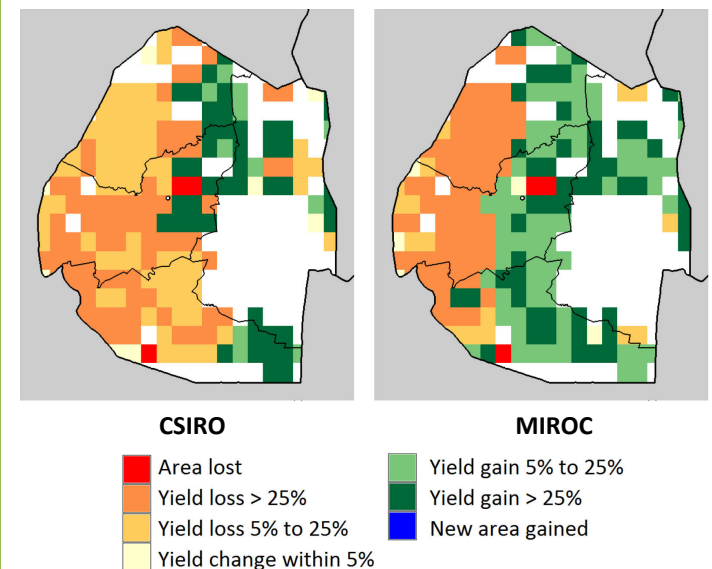 CSIRO
MIROC
Area lost
Yield loss > 25%
Yield loss 5% to 25%
Yield change within 5%
Yield gain 5% to 25%
Yield gain > 25%
New area gained